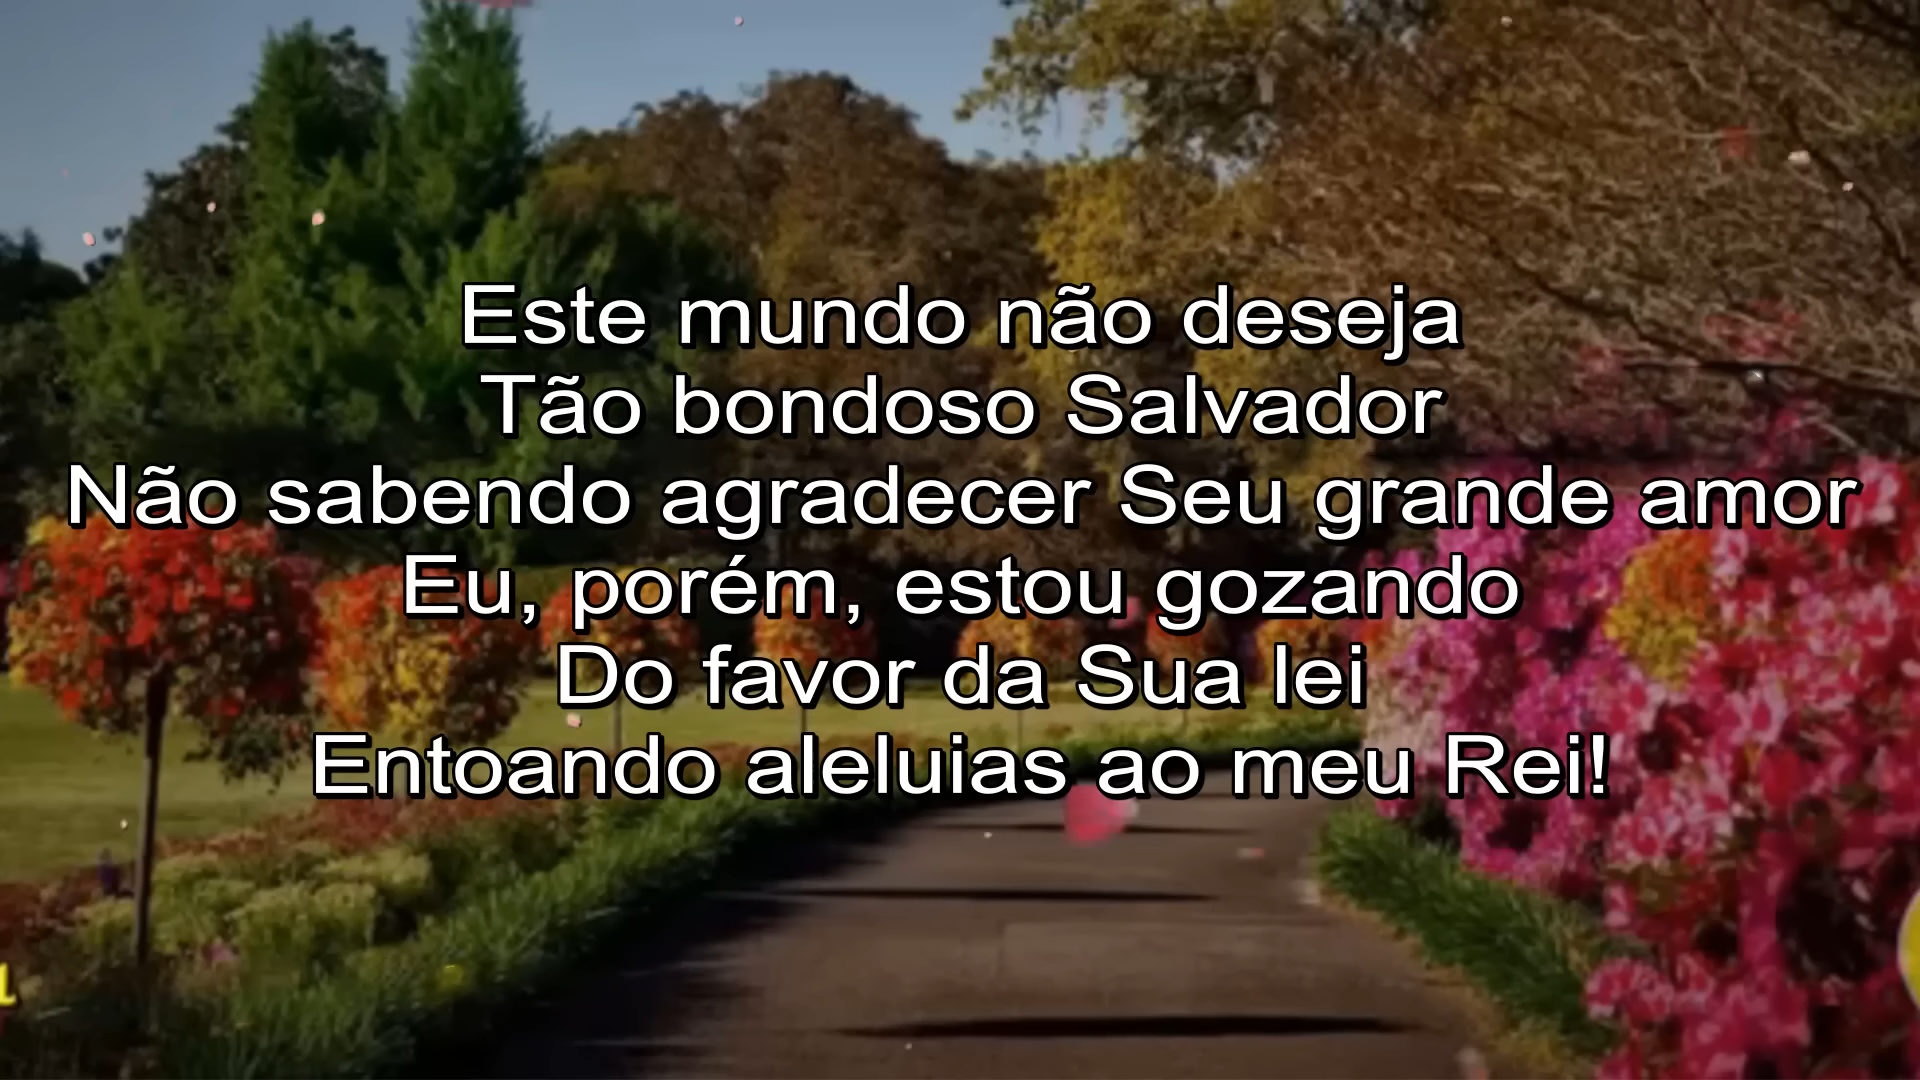 Este mundo não deseja
Tão bondoso Salvador
Não sabendo agradecer Seu grande amor
Eu, porém, estou gozando
Do favor da Sua lei
Entoando aleluias ao meu Rei!